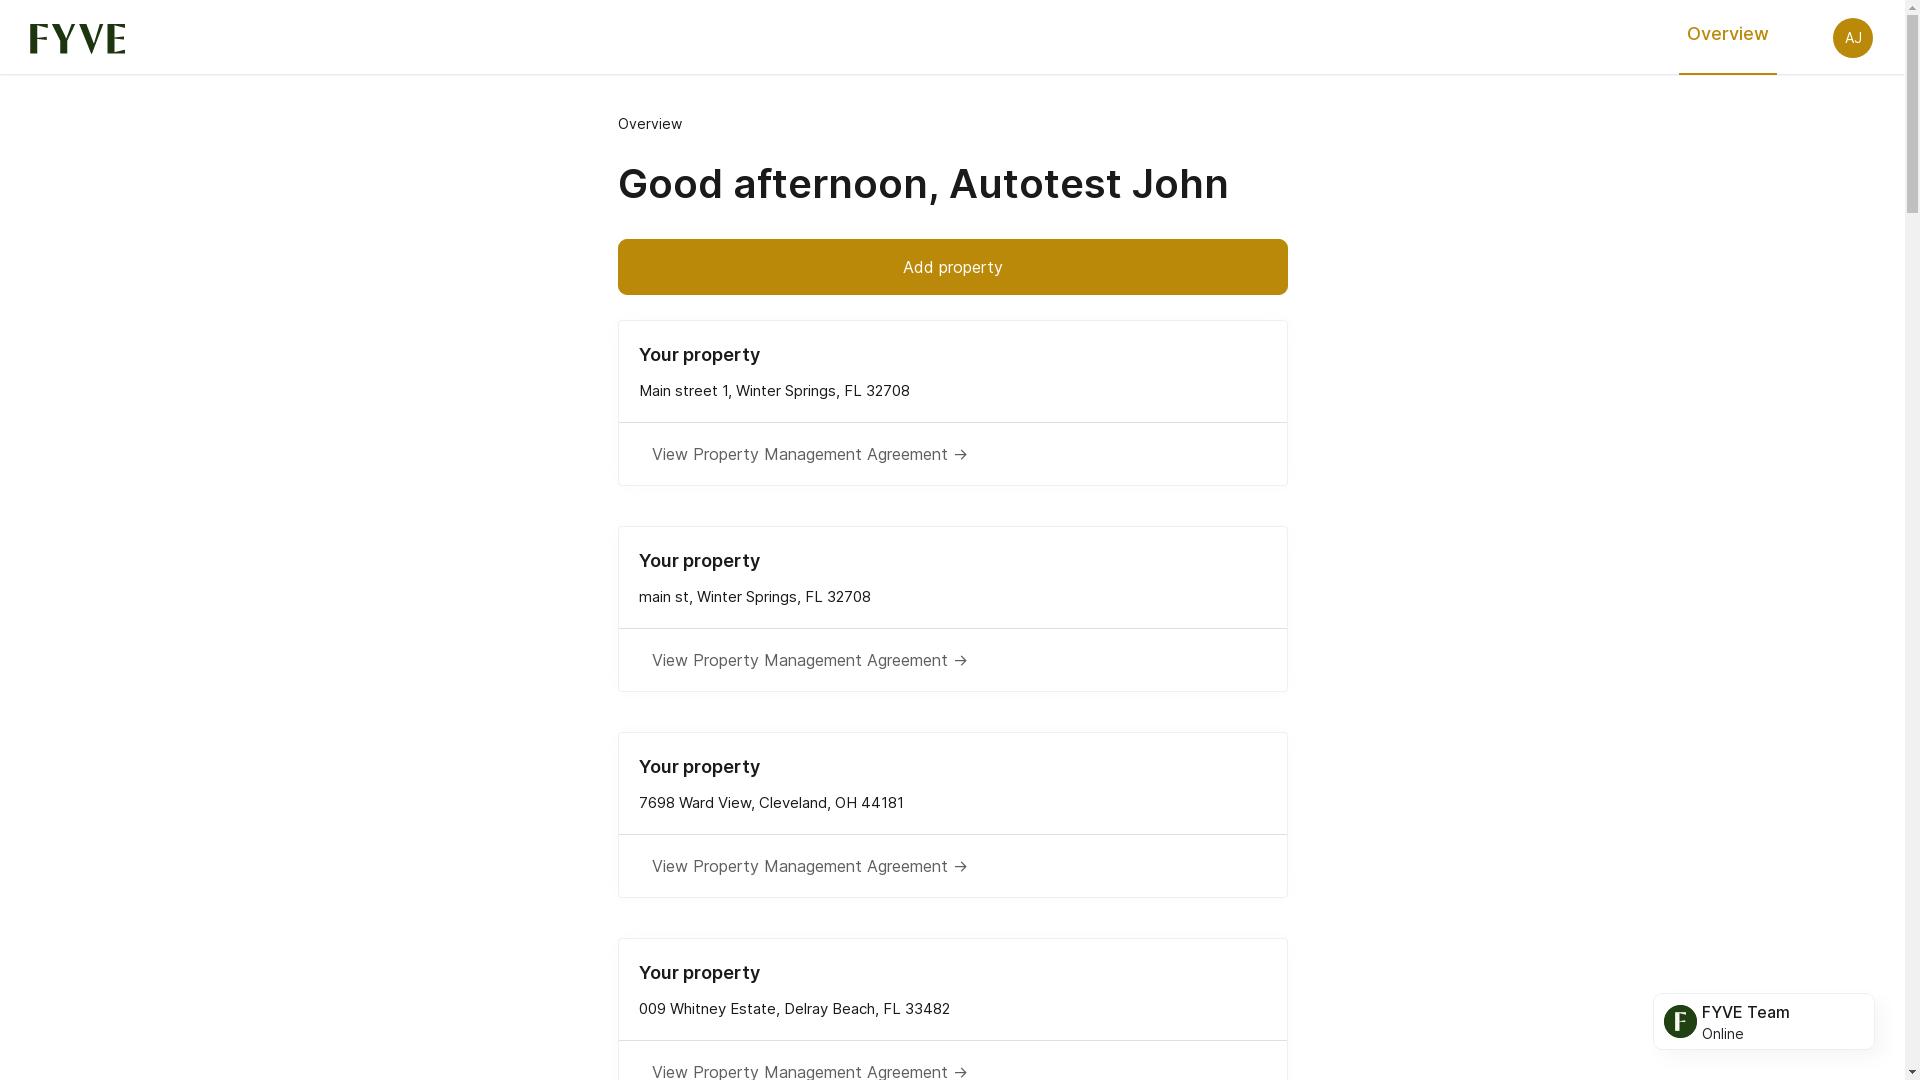 FYVE
Overview
AJ
Overview
Good afternoon, Autotest John
Add property
Your property
Main street 1, Winter Springs, FL 32708
View Property Management Agreement →
Your property
main st, Winter Springs, FL 32708
View Property Management Agreement →
Your property
7698 Ward View, Cleveland, OH 44181
View Property Management Agreement →
Your property
009 Whitney Estate, Delray Beach, FL 33482
View Property Management Agreement →
F
FYVE Team
Online